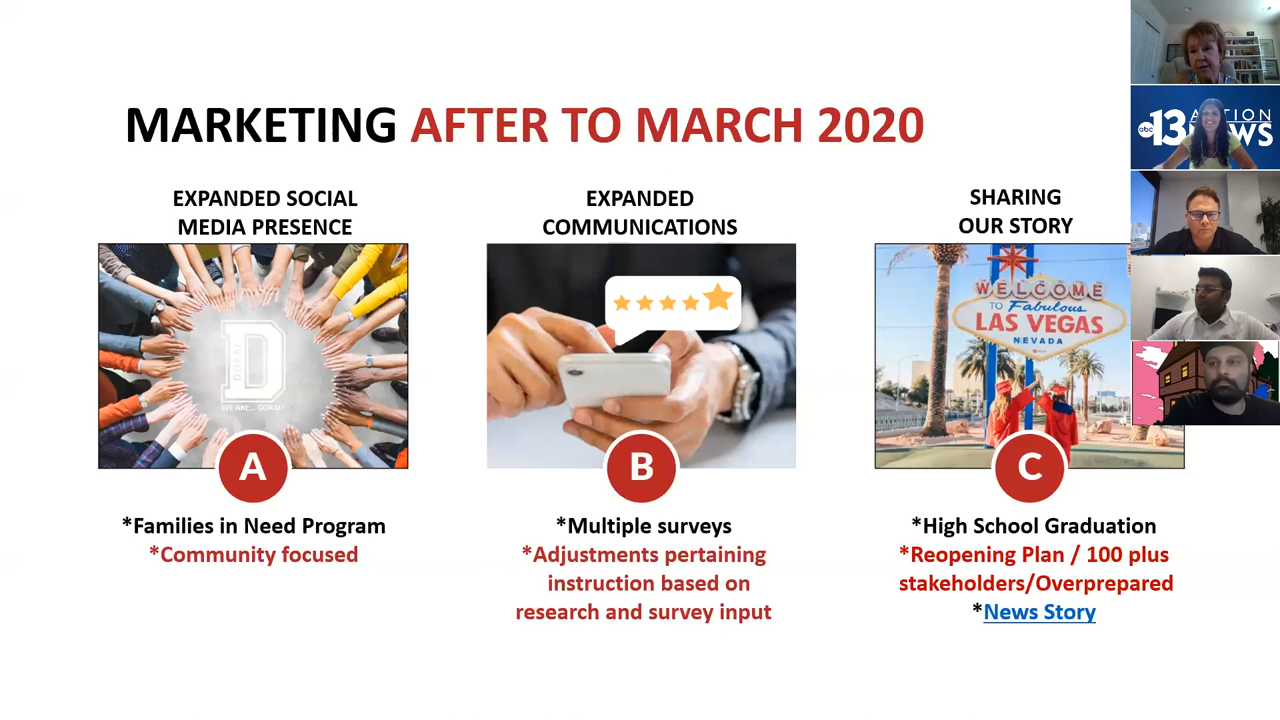 MARKETING AFTER TO MARCH 2020
EXPANDED SOCIAL
MEDIA PRESENCE
EXPANDED
COMMUNICATIONS
SHARING
OUR STORY
D
DORAL
WE ARE... DORAL!
WELCOME
TO Fabulous
LAS VEGAS
NEVADA
A
B
C
*Families in Need Program
*Community focused
*Multiple surveys
*Adjustments pertaining
instruction based on
research and survey input
*High School Graduation
*Reopening Plan / 100 plus
stakeholders/Overprepared
*News Story
abc 13
NEWS